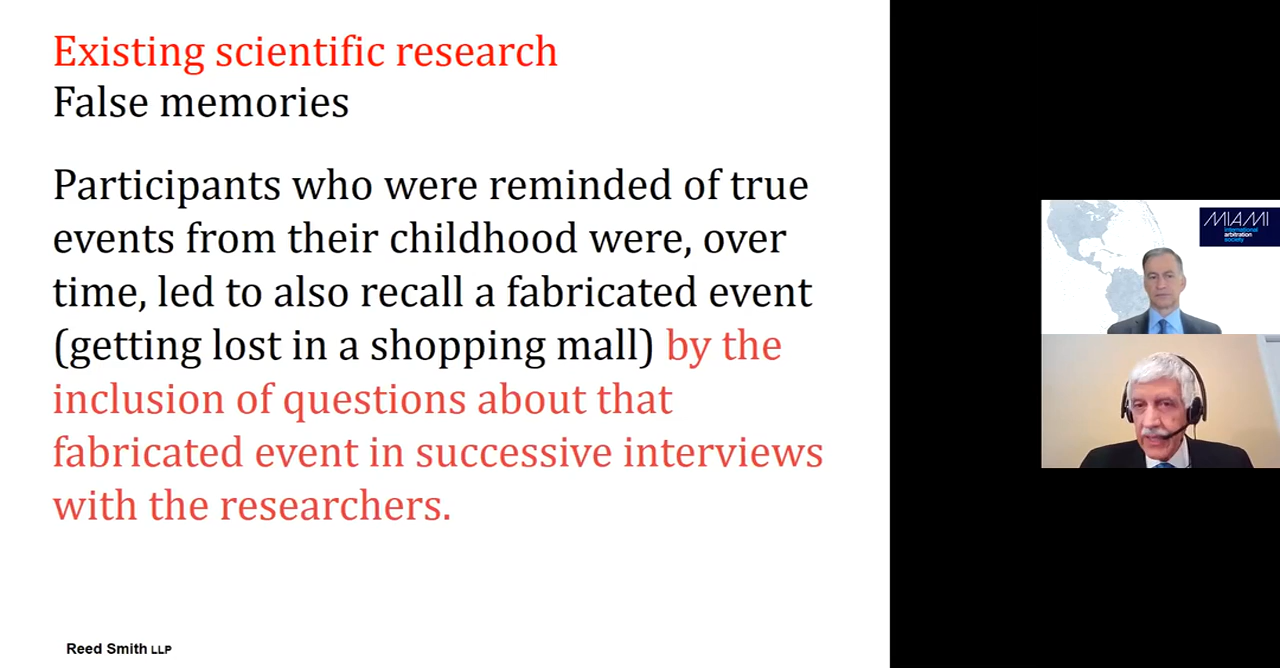 Existing scientific research
False memories
Participants who were reminded of true
events from their childhood were, over
time, led to also recall a fabricated event
(getting lost in a shopping mall) by the
inclusion of questions about that
fabricated event in successive interviews
with the researchers.
Reed Smith LLP
MIAMI
international
arbitration
society